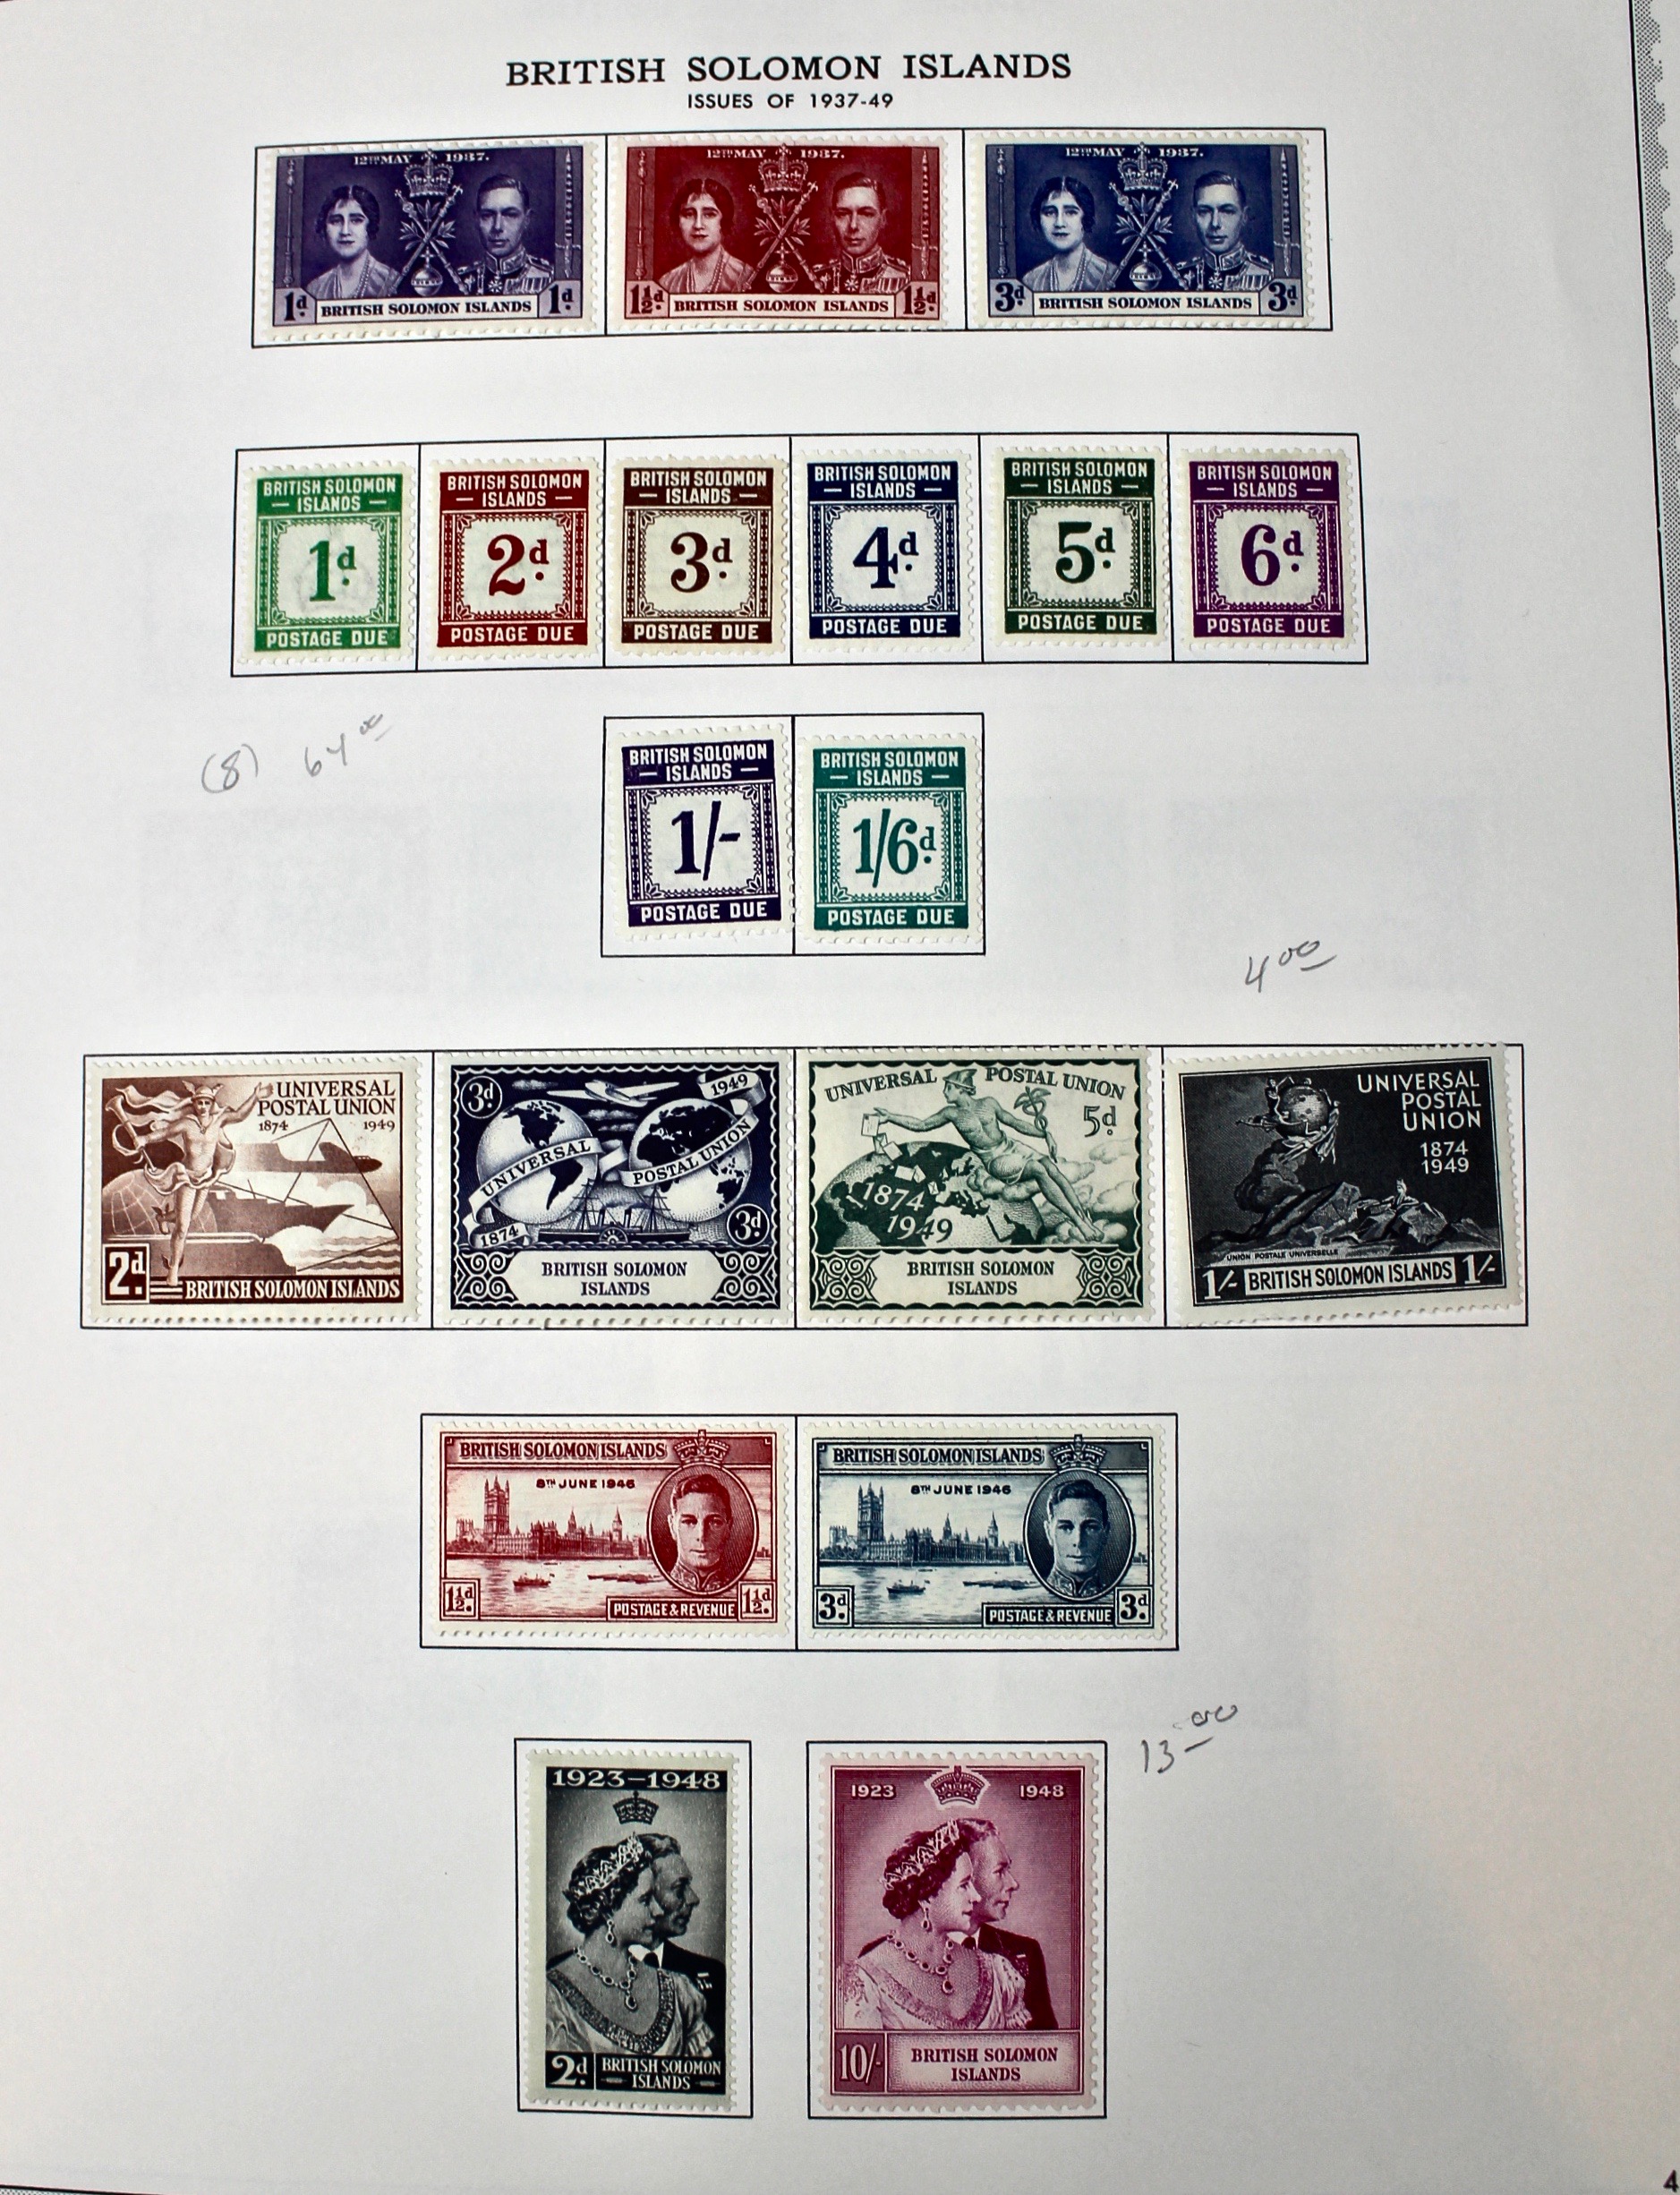 BRITISH SOLOMON ISLANDS
ISSUES OF 1937-49
12TH MAY 1937.
1d. BRITISH SOLOMON ISLANDS 1d.
12TH MAY 1937.
1½d. BRITISH SOLOMON ISLANDS 1½d.
12TH MAY 1937.
3d. BRITISH SOLOMON ISLANDS 3d.
BRITISH SOLOMON
— ISLANDS —
1d.
POSTAGE DUE
BRITISH SOLOMON
— ISLANDS —
2d.
POSTAGE DUE
BRITISH SOLOMON
— ISLANDS —
3d.
POSTAGE DUE
BRITISH SOLOMON
— ISLANDS —
4d.
POSTAGE DUE
BRITISH SOLOMON
— ISLANDS —
5d.
POSTAGE DUE
BRITISH SOLOMON
— ISLANDS —
6d.
POSTAGE DUE
(8) 64 00
BRITISH SOLOMON
— ISLANDS —
1/-
POSTAGE DUE
BRITISH SOLOMON
— ISLANDS —
1/6d.
POSTAGE DUE
4 00
UNIVERSAL
POSTAL UNION
1874 1949
2d. BRITISH SOLOMON ISLANDS
3d 1949
UNIVERSAL POSTAL UNION
1874 3d
BRITISH SOLOMON
ISLANDS
UNIVERSAL POSTAL UNION
5d
1874
1949
BRITISH SOLOMON
ISLANDS
UNIVERSAL
POSTAL
UNION
1874
1949
UNION POSTALE UNIVERSELLE
1/- BRITISH SOLOMON ISLANDS 1/-
BRITISH SOLOMON ISLANDS
8TH JUNE 1946
1½d. POSTAGE & REVENUE 1½d.
BRITISH SOLOMON ISLANDS
8TH JUNE 1946
3d. POSTAGE & REVENUE 3d.
13 00
1923-1948
2d. BRITISH SOLOMON
— ISLANDS —
1923 1948
10/- BRITISH SOLOMON
ISLANDS
4